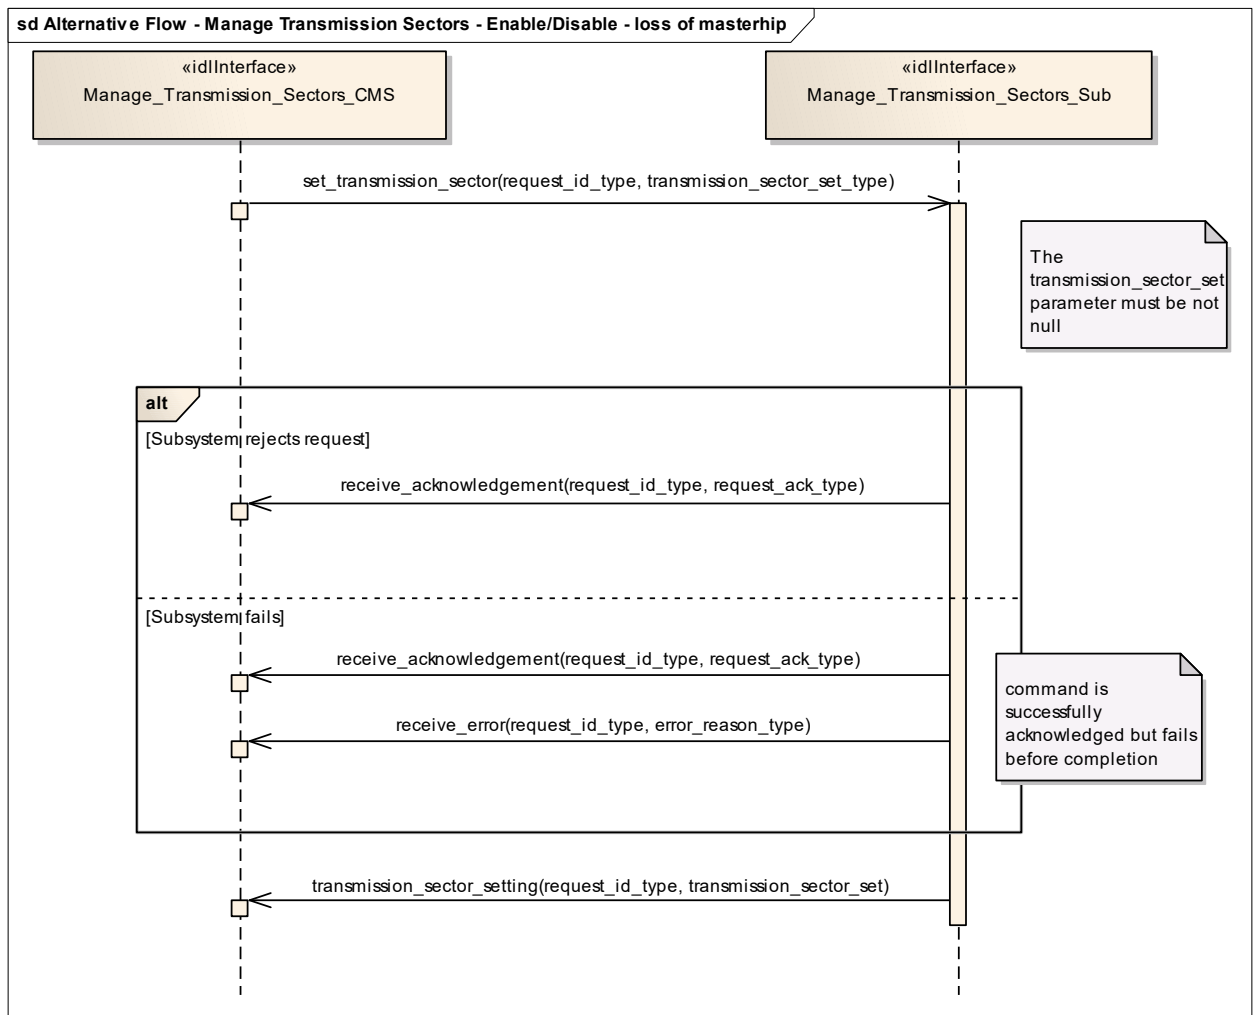 sd Alternative Flow - Manage Transmission Sectors - Enable/Disable - loss of masterhip
«idlInterface»
Manage_Transmission_Sectors_CMS
«idlInterface»
Manage_Transmission_Sectors_Sub
set_transmission_sector(request_id_type, transmission_sector_set_type)
The
transmission_sector_set
parameter must be not
null
alt
[Subsystem rejects request]
receive_acknowledgement(request_id_type, request_ack_type)
[Subsystem fails]
receive_acknowledgement(request_id_type, request_ack_type)
command is
successfully
acknowledged but fails
before completion
receive_error(request_id_type, error_reason_type)
transmission_sector_setting(request_id_type, transmission_sector_set)